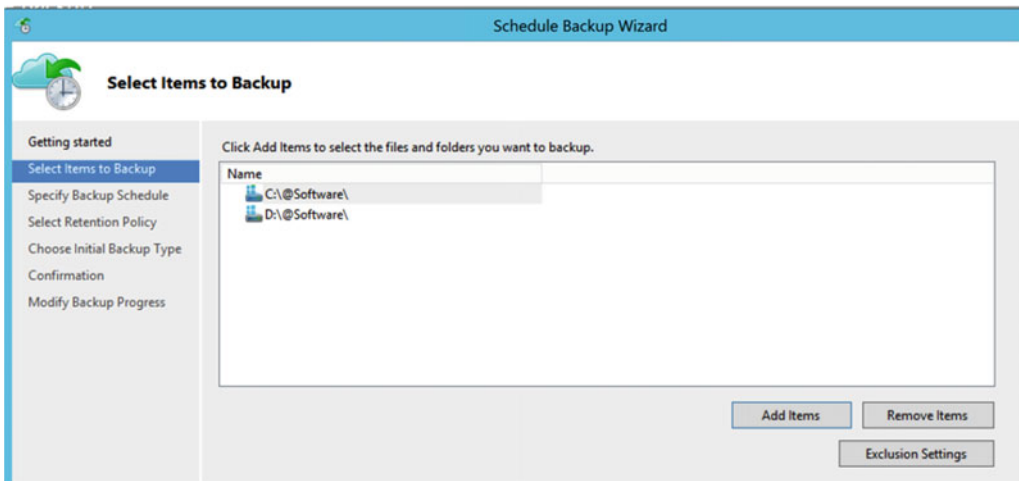 Schedule Backup Wizard
Select Items to Backup
Getting started
Select Items to Backup
Specify Backup Schedule
Select Retention Policy
Choose Initial Backup Type
Confirmation
Modify Backup Progress
Click Add Items to select the files and folders you want to backup.
Name
C:\@Software\
D:\@Software\
Add Items
Remove Items
Exclusion Settings